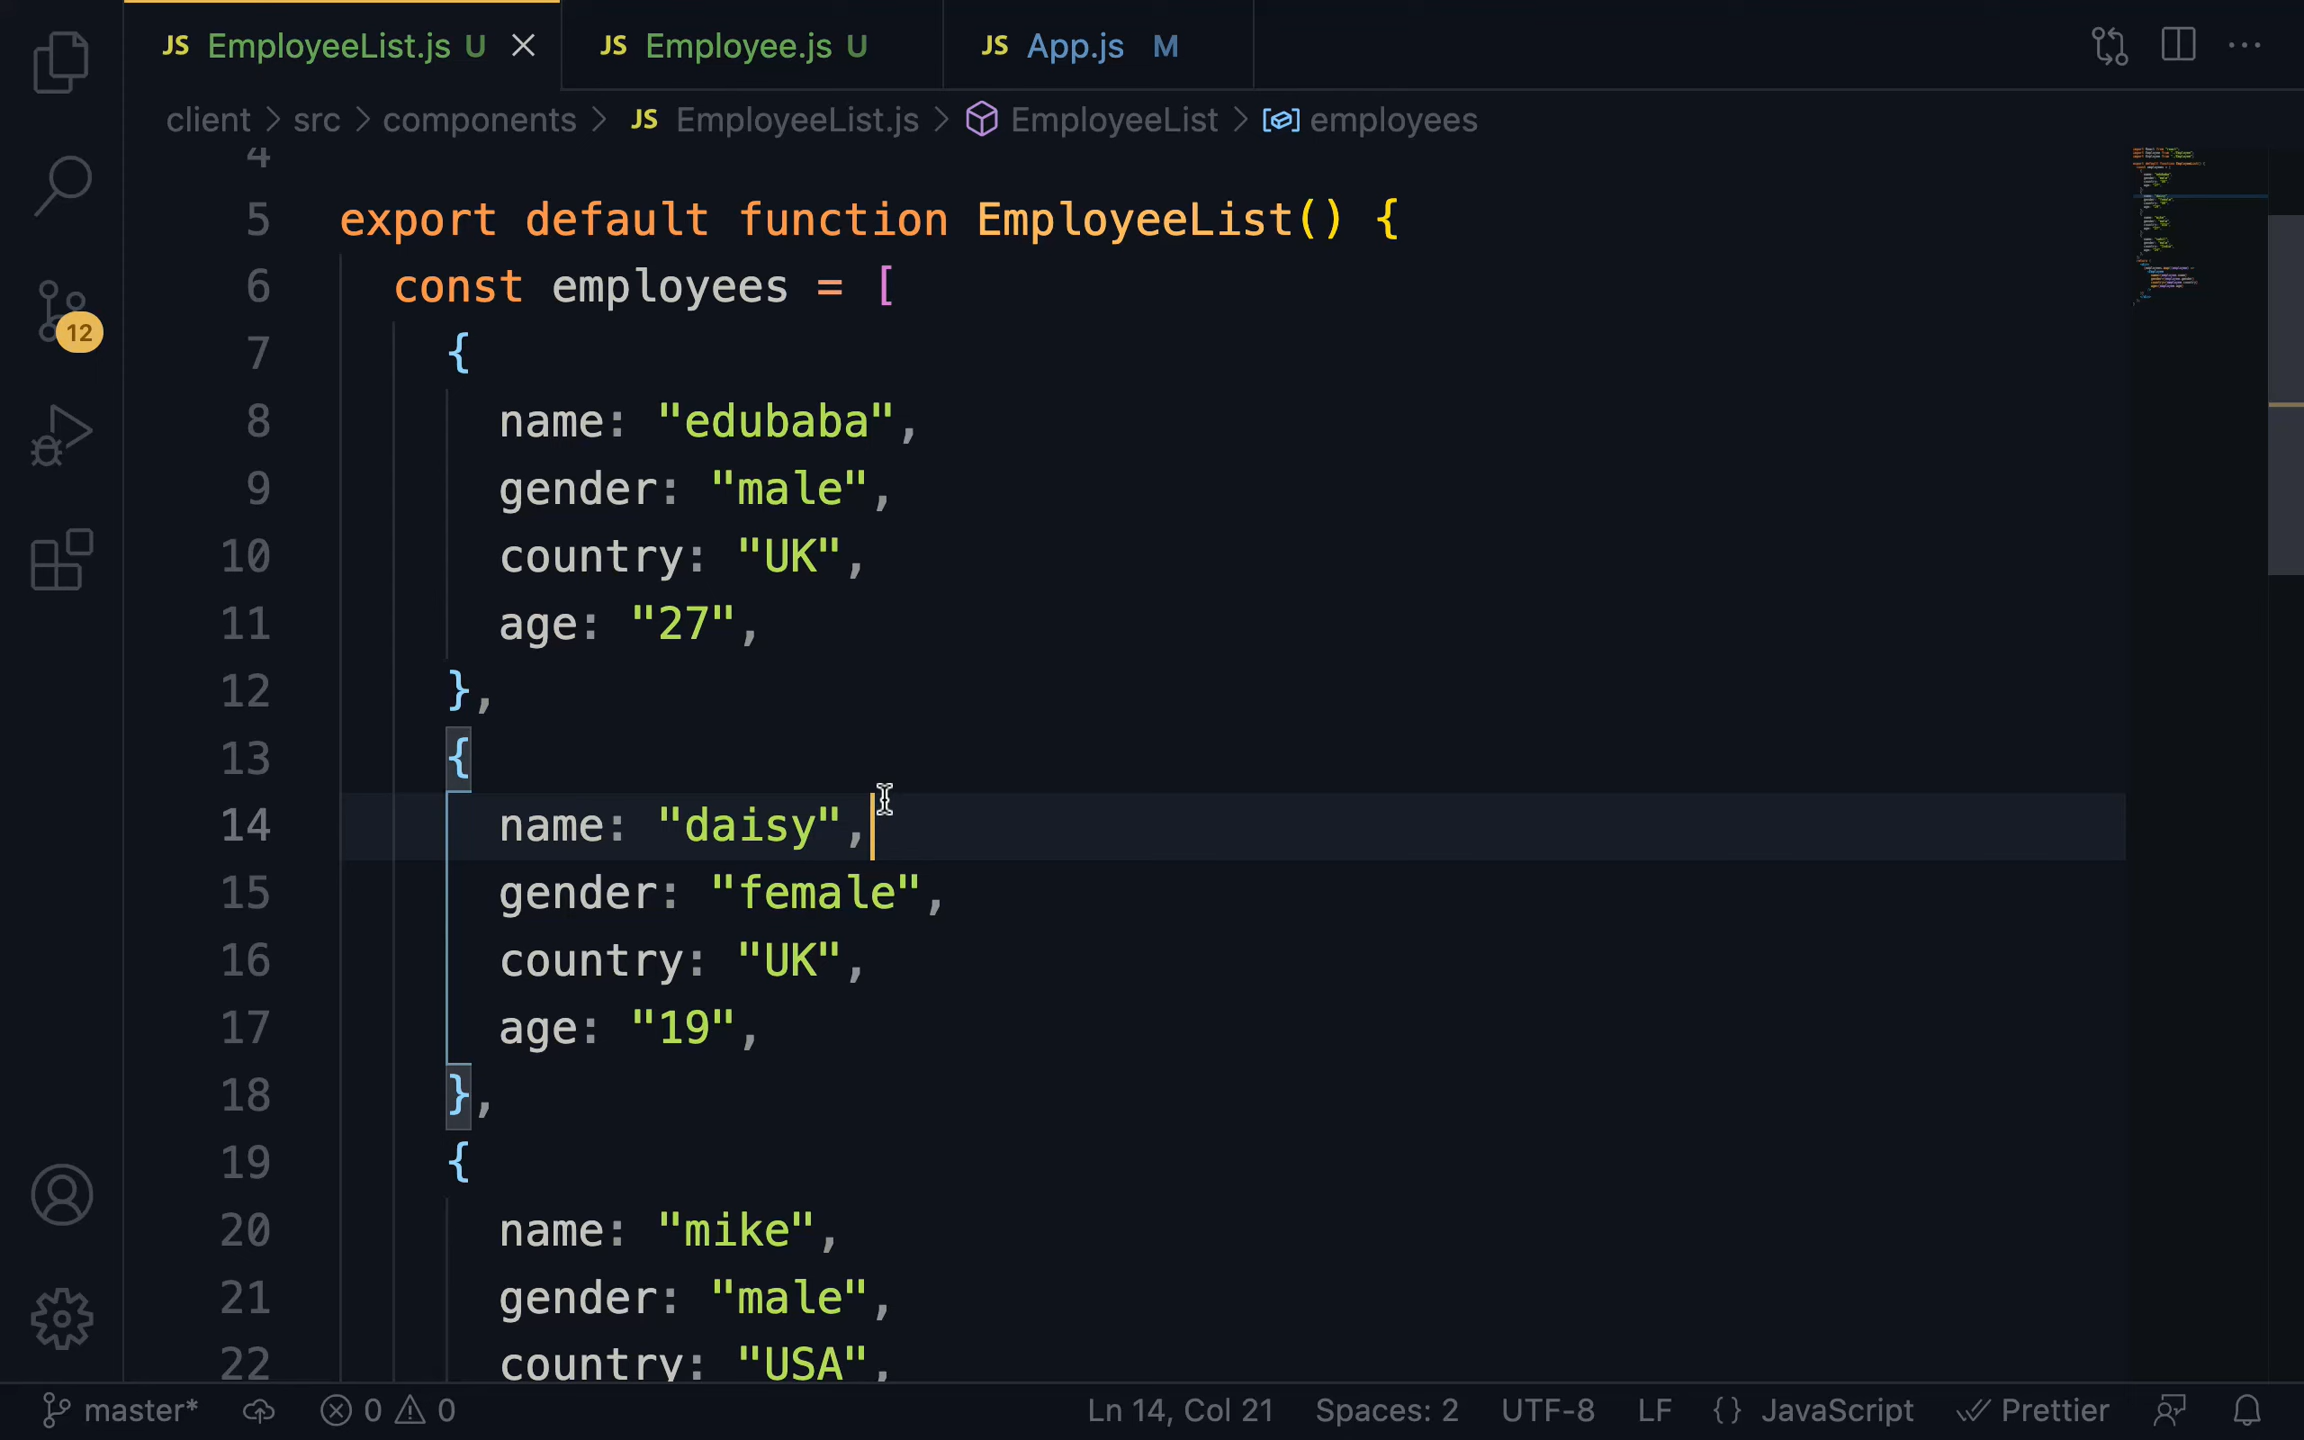 JS EmployeeList.js U JS Employee.js U JS App.js M
client > src > components > JS EmployeeList.js > EmployeeList > employees
4
5 export default function EmployeeList() {
6 const employees = [
7 {
8 name: "edubaba",
9 gender: "male",
10 country: "UK",
11 age: "27",
12 },
13 {
14 name: "daisy",
15 gender: "female",
16 country: "UK",
17 age: "19",
18 },
19 {
20 name: "mike",
21 gender: "male",
22 country: "USA",
12
master* 0 0 Ln 14, Col 21 Spaces: 2 UTF-8 LF {} JavaScript Prettier